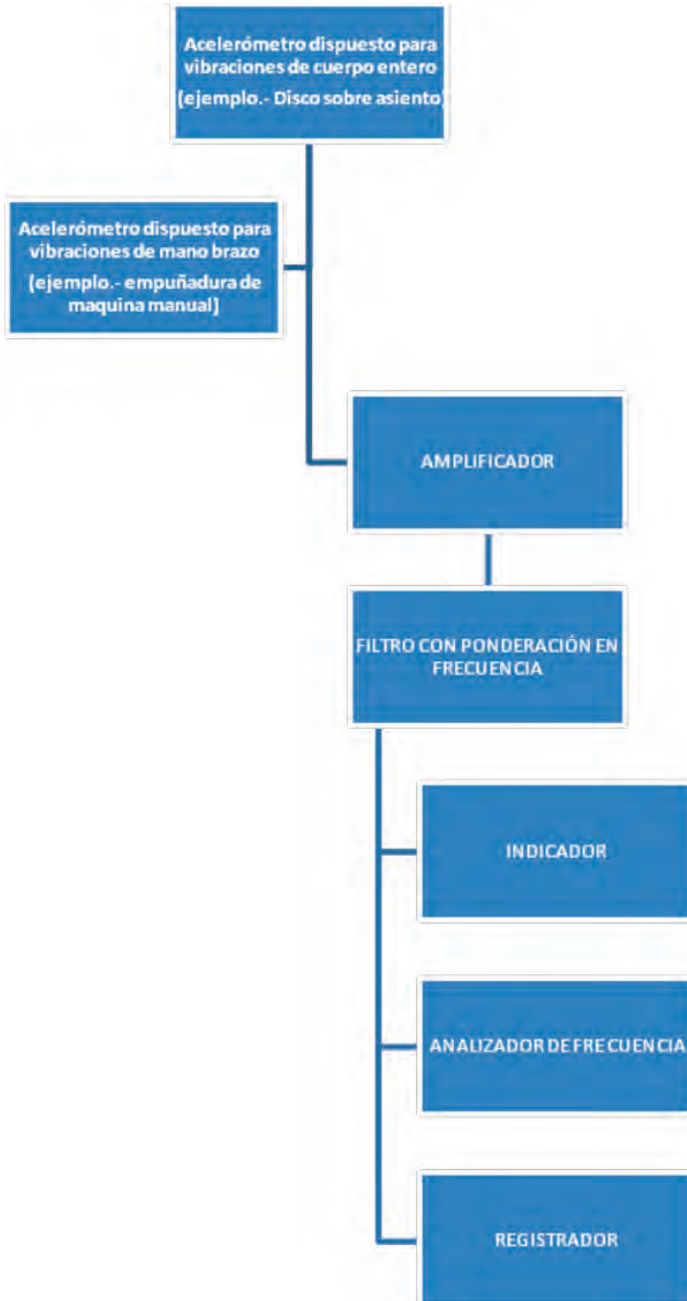 Acelerómetro dispuesto para
vibraciones de cuerpo entero
(ejemplo.- Disco sobre asiento)
Acelerómetro dispuesto para
vibraciones de mano brazo
(ejemplo.- empuñadura de
maquina manual)
AMPLIFICADOR
FILTRO CON PONDERACIÓN EN
FRECUENCIA
INDICADOR
ANALIZADOR DE FRECUENCIA
REGISTRADOR